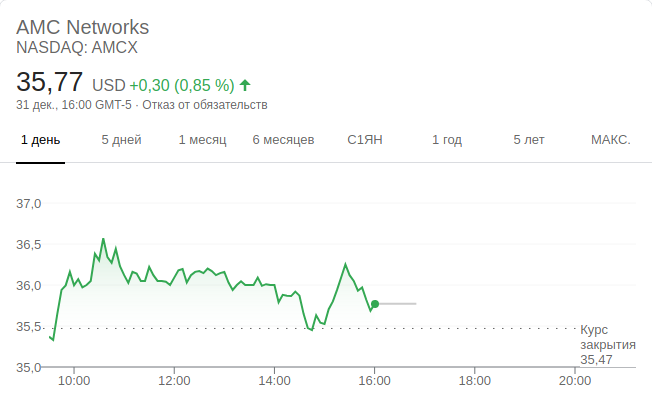 AMC Networks
NASDAQ: AMCX
35,77 USD +0,30 (0,85 %)
31 дек., 16:00 GMT-5 · Отказ от обязательств
1 день 5 дней 1 месяц 6 месяцев С1ЯН 1 год 5 лет МАКС.
37,0
36,5
36,0
35,5
Курс
закрытия
35,47
35,0
10:00 12:00 14:00 16:00 18:00 20:00